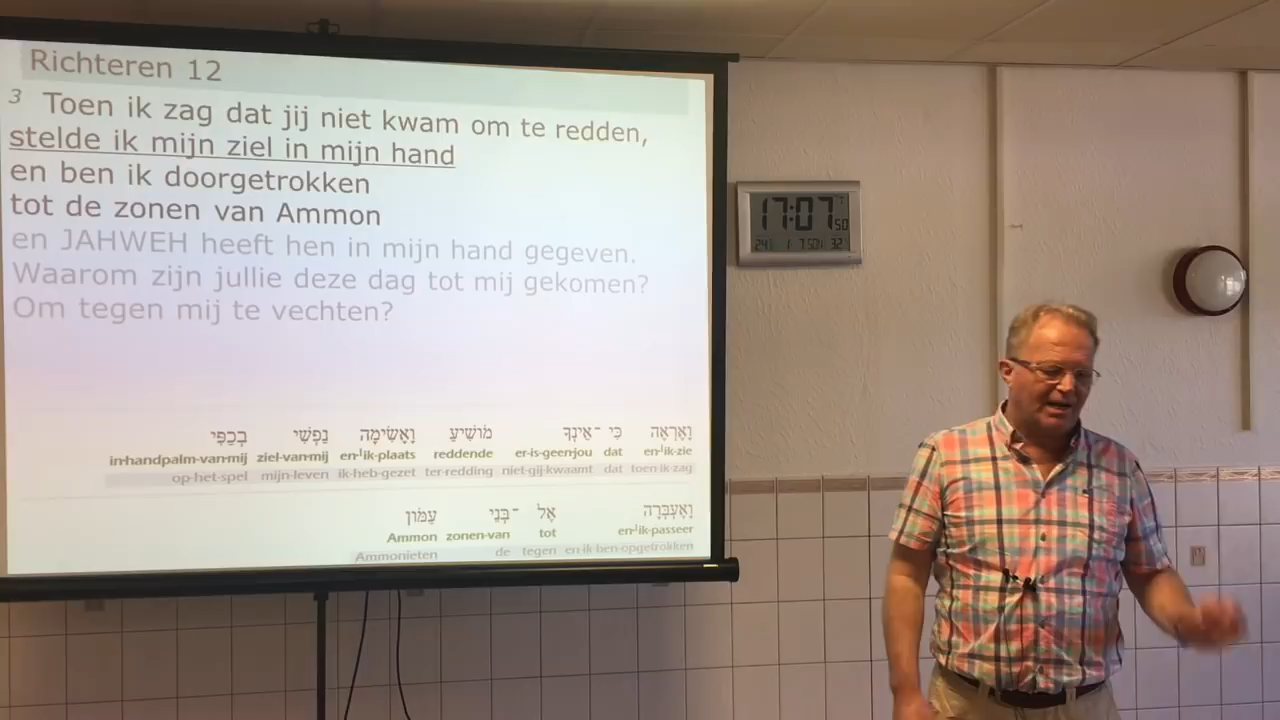 Richteren 12
3 Toen ik zag dat jij niet kwam om te redden,
stelde ik mijn ziel in mijn hand
en ben ik doorgetrokken
tot de zonen van Ammon
en JAHWEH heeft hen in mijn hand gegeven.
Waarom zijn jullie deze dag tot mij gekomen?
Om tegen mij te vechten?
וָאֶרְאֶה כִּי־אֵינְךָ מוֹשִׁיעַ וָאָשִׂימָה נַפְשִׁי בְכַפִּי
in-handpalm-van-mij ziel-van-mij en-ik-plaats reddende er-is-geen-jou dat en-ik-zie
op-het-spel mijn-leven ik-heb-gezet ter-redding niet-gij-kwaamt dat toen-ik-zag
וָאֶעְבְּרָה אֶל־בְּנֵי עַמּוֹן
Ammon zonen-van tot en-ik-passeer
Ammonieten de tegen en-ik-ben-opgetrokken
17:07 50